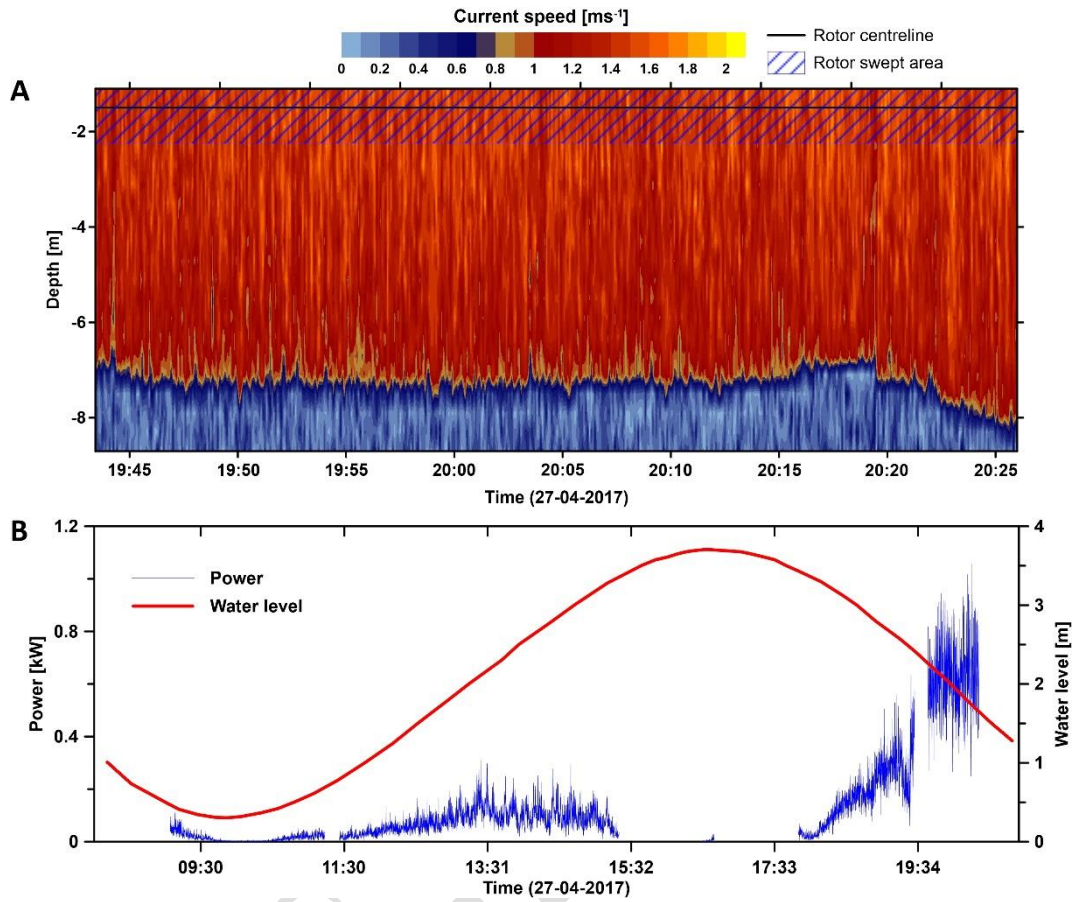 Current speed [ms⁻¹]
0 0.2 0.4 0.6 0.8 1 1.2 1.4 1.6 1.8 2
Rotor centreline
Rotor swept area
A
Depth [m]
-2
-4
-6
-8
19:45 19:50 19:55 20:00 20:05 20:10 20:15 20:20 20:25
Time (27-04-2017)
B
Power [kW]
1.2
0.8
0.4
0
Power
Water level
4
3
2
1
0
Water level [m]
09:30 11:30 13:31 15:32 17:33 19:34
Time (27-04-2017)